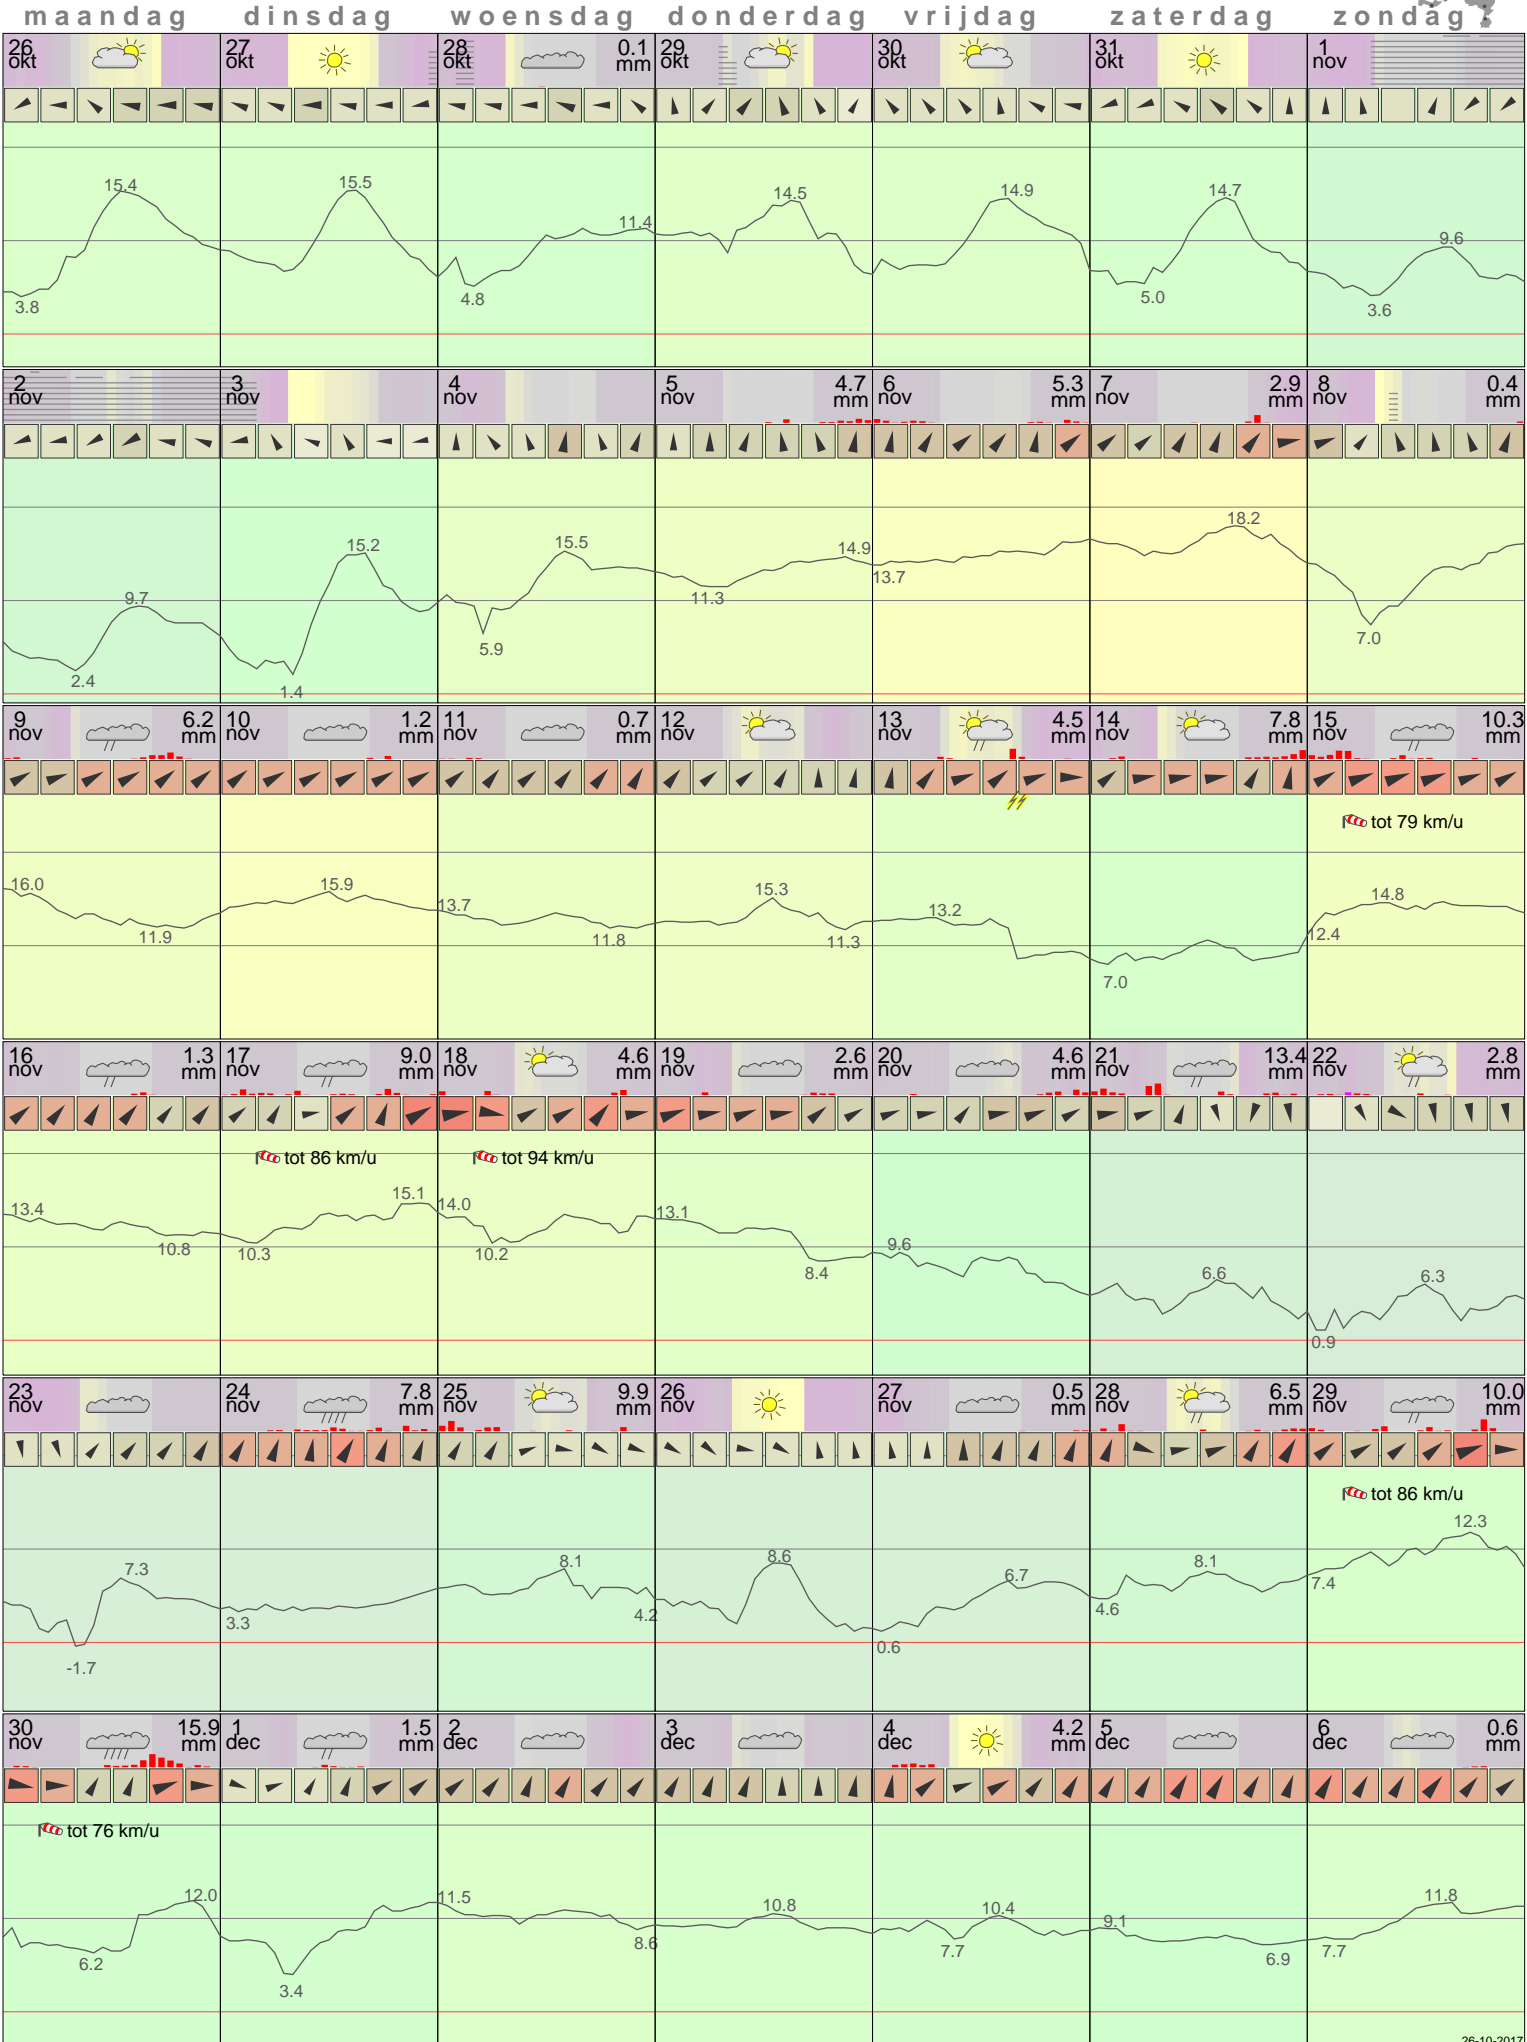 maandag dinsdag woensdag donderdag vrijdag zaterdag zondag
26 okt 27 okt 28 okt 0.1 mm 29 okt 30 okt 31 okt 1 nov
15.4 15.5 11.4 14.5 14.9 14.7 9.6
3.8 4.8 5.0 3.6
2 nov 3 nov 4 nov 5 nov 4.7 mm 6 nov 5.3 mm 7 nov 2.9 mm 8 nov 0.4 mm
9.7 15.2 15.5 14.9 18.2
2.4 1.4 5.9 11.3 13.7 7.0
9 nov 6.2 mm 10 nov 1.2 mm 11 nov 0.7 mm 12 nov 13 nov 4.5 mm 14 nov 7.8 mm 15 nov 10.3 mm
tot 79 km/u
16.0 15.9 13.7 15.3 13.2 14.8
11.9 11.8 11.3 7.0 12.4
16 nov 1.3 mm 17 nov 9.0 mm 18 nov 4.6 mm 19 nov 2.6 mm 20 nov 4.6 mm 21 nov 13.4 mm 22 nov 2.8 mm
tot 86 km/u tot 94 km/u
13.4 15.1 14.0 13.1 9.6 6.6 6.3
10.8 10.3 10.2 8.4 0.9
23 nov 24 nov 7.8 mm 25 nov 9.9 mm 26 nov 27 nov 0.5 mm 28 nov 6.5 mm 29 nov 10.0 mm
tot 86 km/u
7.3 8.1 8.6 6.7 8.1 12.3
-1.7 3.3 4.2 0.6 4.6 7.4
30 nov 15.9 mm 1 dec 1.5 mm 2 dec 3 dec 4 dec 4.2 mm 5 dec 6 dec 0.6 mm
tot 76 km/u
12.0 11.5 10.8 10.4 9.1 11.8
6.2 3.4 8.6 7.7 6.9 7.7
26-10-2017